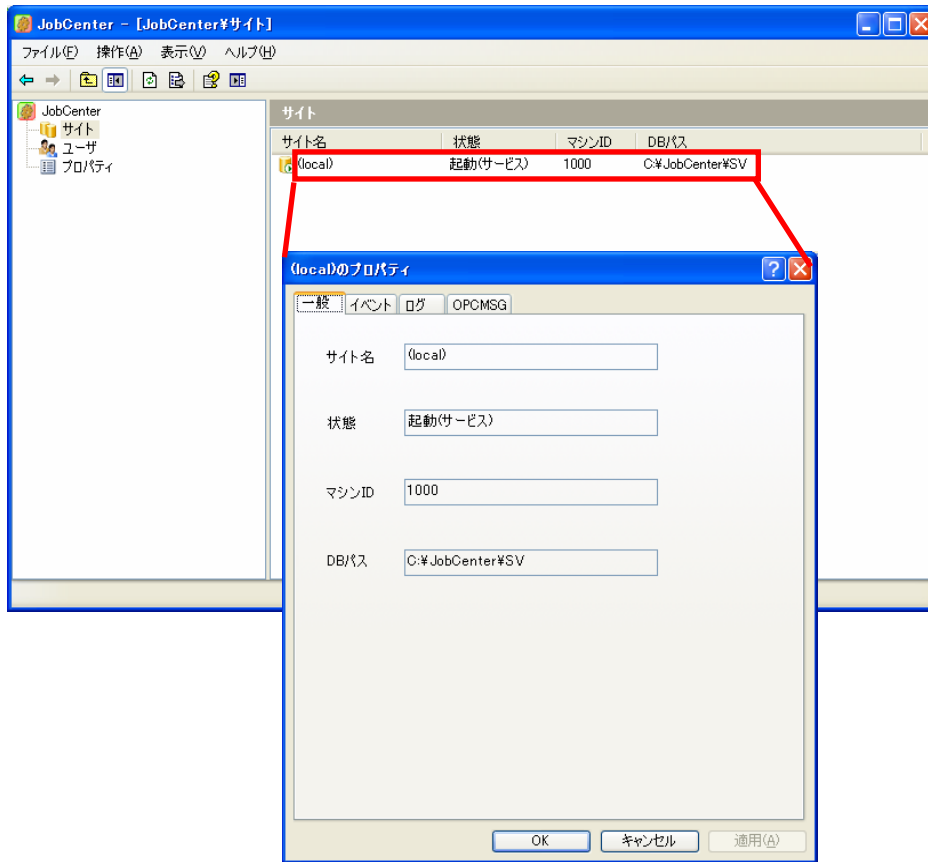 JobCenter - [JobCenter¥サイト]
ファイル(F) 操作(A) 表示(V) ヘルプ(H)
JobCenter
サイト
ユーザ
プロパティ
サイト
サイト名 状態 マシンID DBパス
(local) 起動(サービス) 1000 C:¥JobCenter¥SV
(local)のプロパティ
一般 イベント ログ OPCMSG
サイト名 (local)
状態 起動(サービス)
マシンID 1000
DBパス C:¥JobCenter¥SV
OK キャンセル 適用(A)